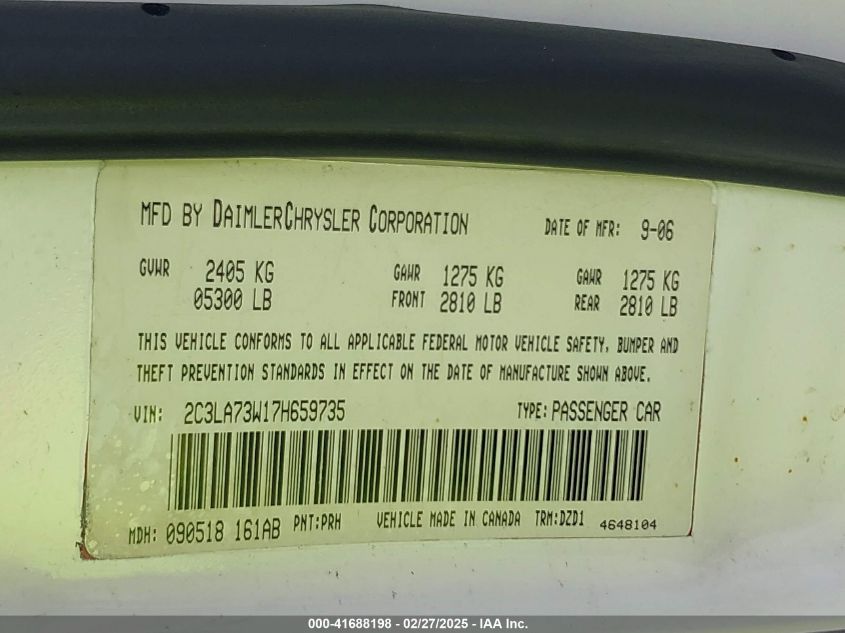 MFD BY DAIMLERCHRYSLER CORPORATION DATE OF MFR: 9-06
GVWR 2405 KG GAWR 1275 KG GAWR 1275 KG
05300 LB FRONT 2810 LB REAR 2810 LB
THIS VEHICLE CONFORMS TO ALL APPLICABLE FEDERAL MOTOR VEHICLE SAFETY, BUMPER AND
THEFT PREVENTION STANDARDS IN EFFECT ON THE DATE OF MANUFACTURE SHOWN ABOVE.
VIN: 2C3LA73W17H659735 TYPE: PASSENGER CAR
MDH: 090518 161AB PNT:PRH VEHICLE MADE IN CANADA TRM:DZD1 4648104
000-41688198 - 02/27/2025 - IAA Inc.